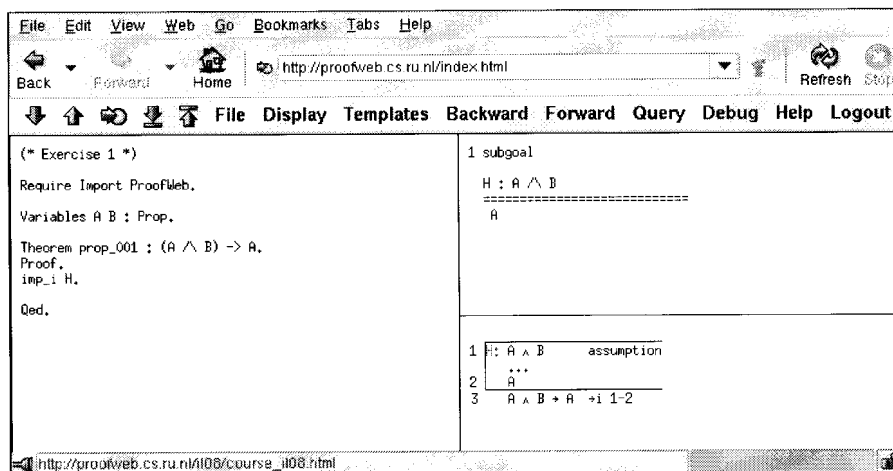 File Edit View Web Go Bookmarks Tabs Help
Back Forward Home http://proofweb.cs.ru.nl/index.html Refresh Stop
File Display Templates Backward Forward Query Debug Help Logout
(* Exercise 1 *)
Require Import ProofWeb.
Variables A B : Prop.
Theorem prop_001 : (A /\ B) -> A.
Proof.
imp_i H.
Qed.
1 subgoal
H : A /\ B
============================
A
1 H: A ∧ B assumption
...
2 A
3 A ∧ B → A →i 1-2
http://proofweb.cs.ru.nl/il08/course_il08.html